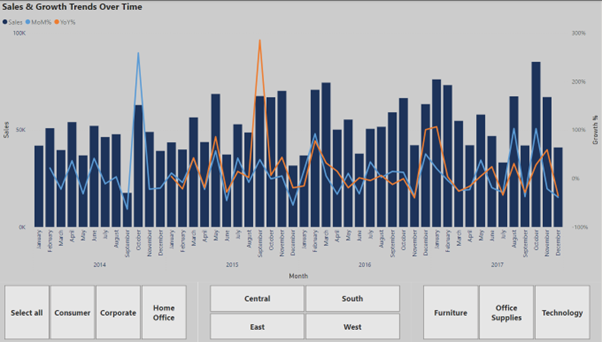 Sales & Growth Trends Over Time
Sales MoM% YoY%
100K 300%
200%
Sales 50K 100% Growth %
0%
0K -100%
January February March April May June July August September October November December January February March April May June July August September October November December January February March April May June July August September October November December January February March April May June July August September October November December
2014 2015 2016 2017
Month
Select all Consumer Corporate Home Office
Central South
East West
Furniture Office Supplies Technology